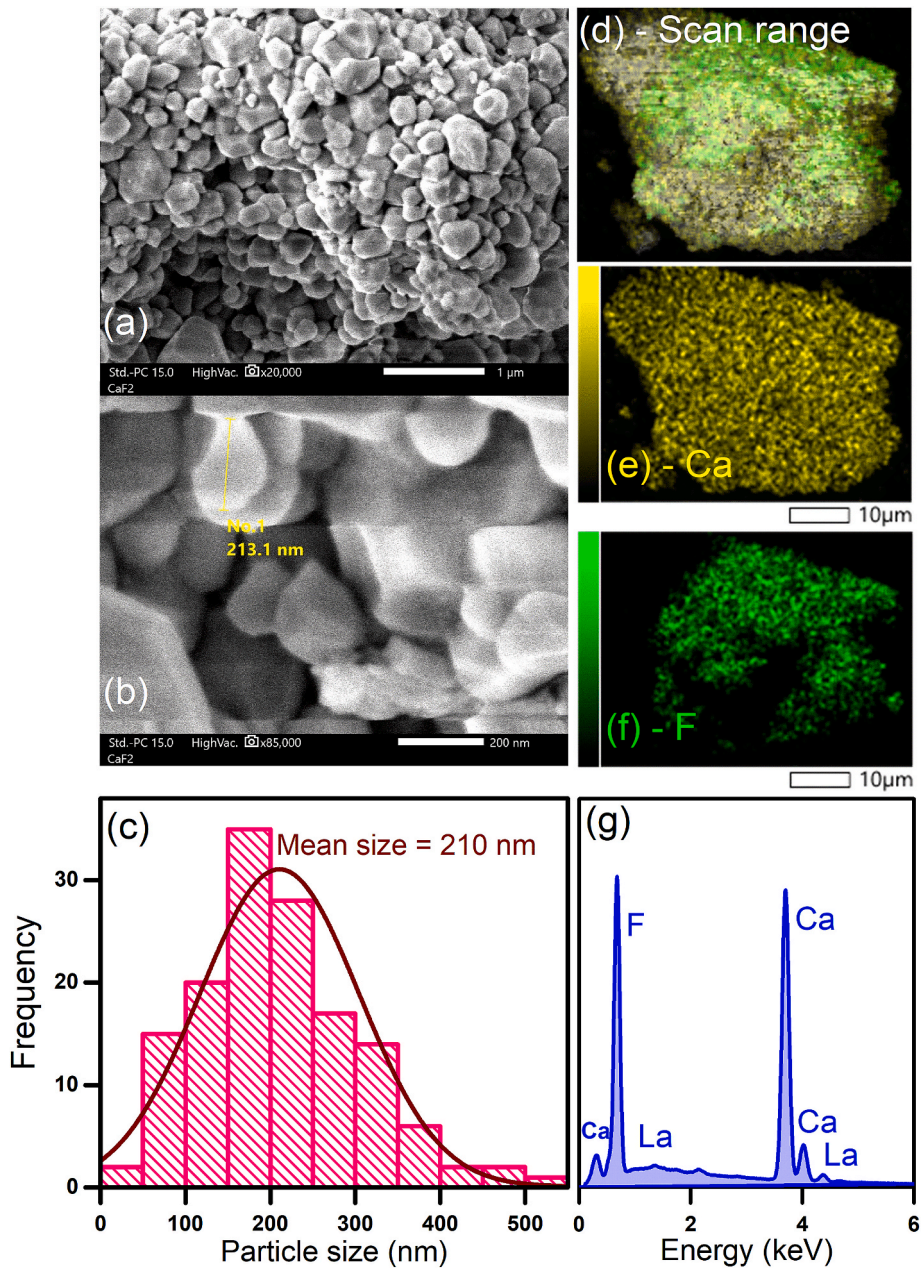 (a)
Std.-PC 15.0 HighVac. x20,000 1 μm
CaF2
No.1
213.1 nm
(b)
Std.-PC 15.0 HighVac. x85,000 200 nm
CaF2
(d) - Scan range
(e) - Ca
10μm
(f) - F
10μm
(c)
Mean size = 210 nm
Frequency
30
20
10
0
0 100 200 300 400 500
Particle size (nm)
(g)
F
Ca
Ca
La
Ca
La
0 2 4 6
Energy (keV)